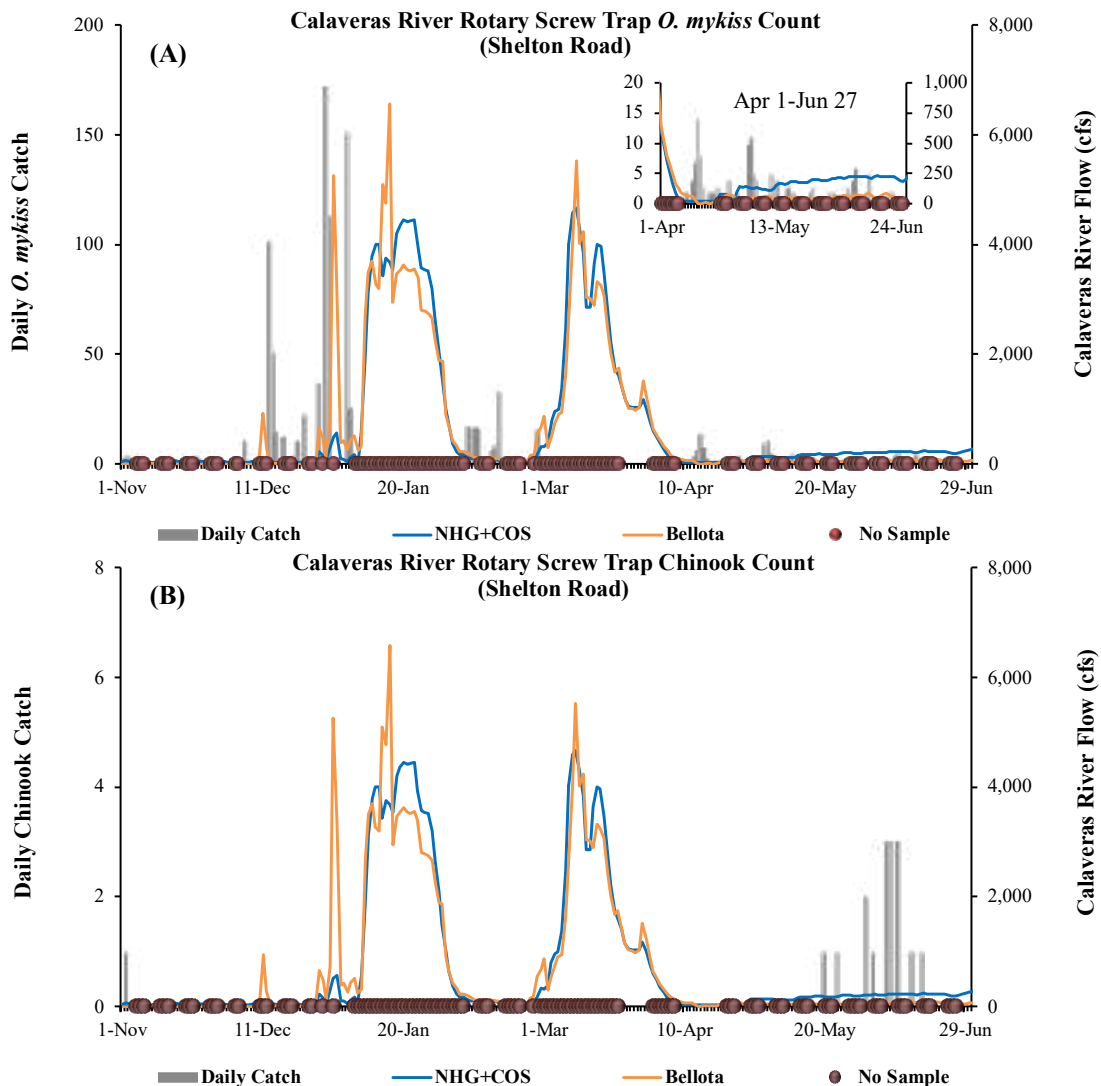 Calaveras River Rotary Screw Trap O. mykiss Count
(Shelton Road)
(A)
Daily O. mykiss Catch
200
150
100
50
0
Calaveras River Flow (cfs)
8,000
6,000
4,000
2,000
0
Apr 1-Jun 27
20
15
10
5
0
1,000
750
500
250
0
1-Apr 13-May 24-Jun
1-Nov 11-Dec 20-Jan 1-Mar 10-Apr 20-May 29-Jun
Daily Catch NHG+COS Bellota No Sample
Calaveras River Rotary Screw Trap Chinook Count
(Shelton Road)
(B)
Daily Chinook Catch
8
6
4
2
0
Calaveras River Flow (cfs)
8,000
6,000
4,000
2,000
0
1-Nov 11-Dec 20-Jan 1-Mar 10-Apr 20-May 29-Jun
Daily Catch NHG+COS Bellota No Sample